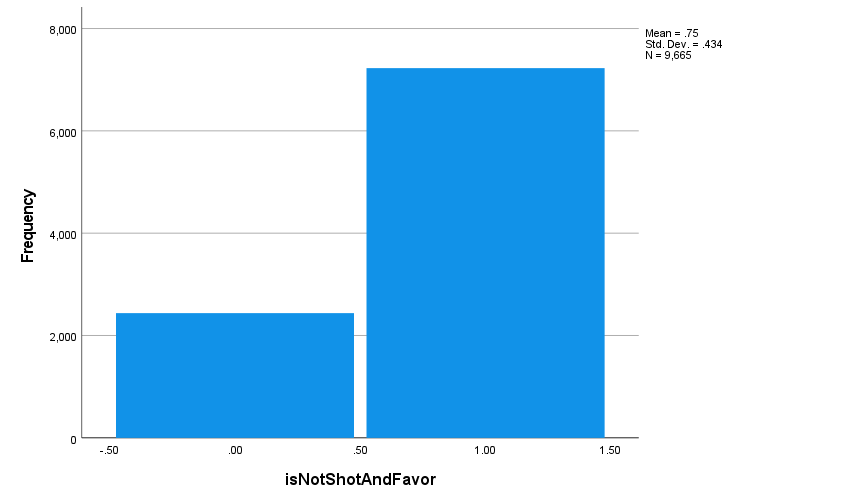 8,000
6,000
4,000
2,000
0
Frequency
-.50
.00
.50
1.00
1.50
isNotShotAndFavor
Mean = .75
Std. Dev. = .434
N = 9,665